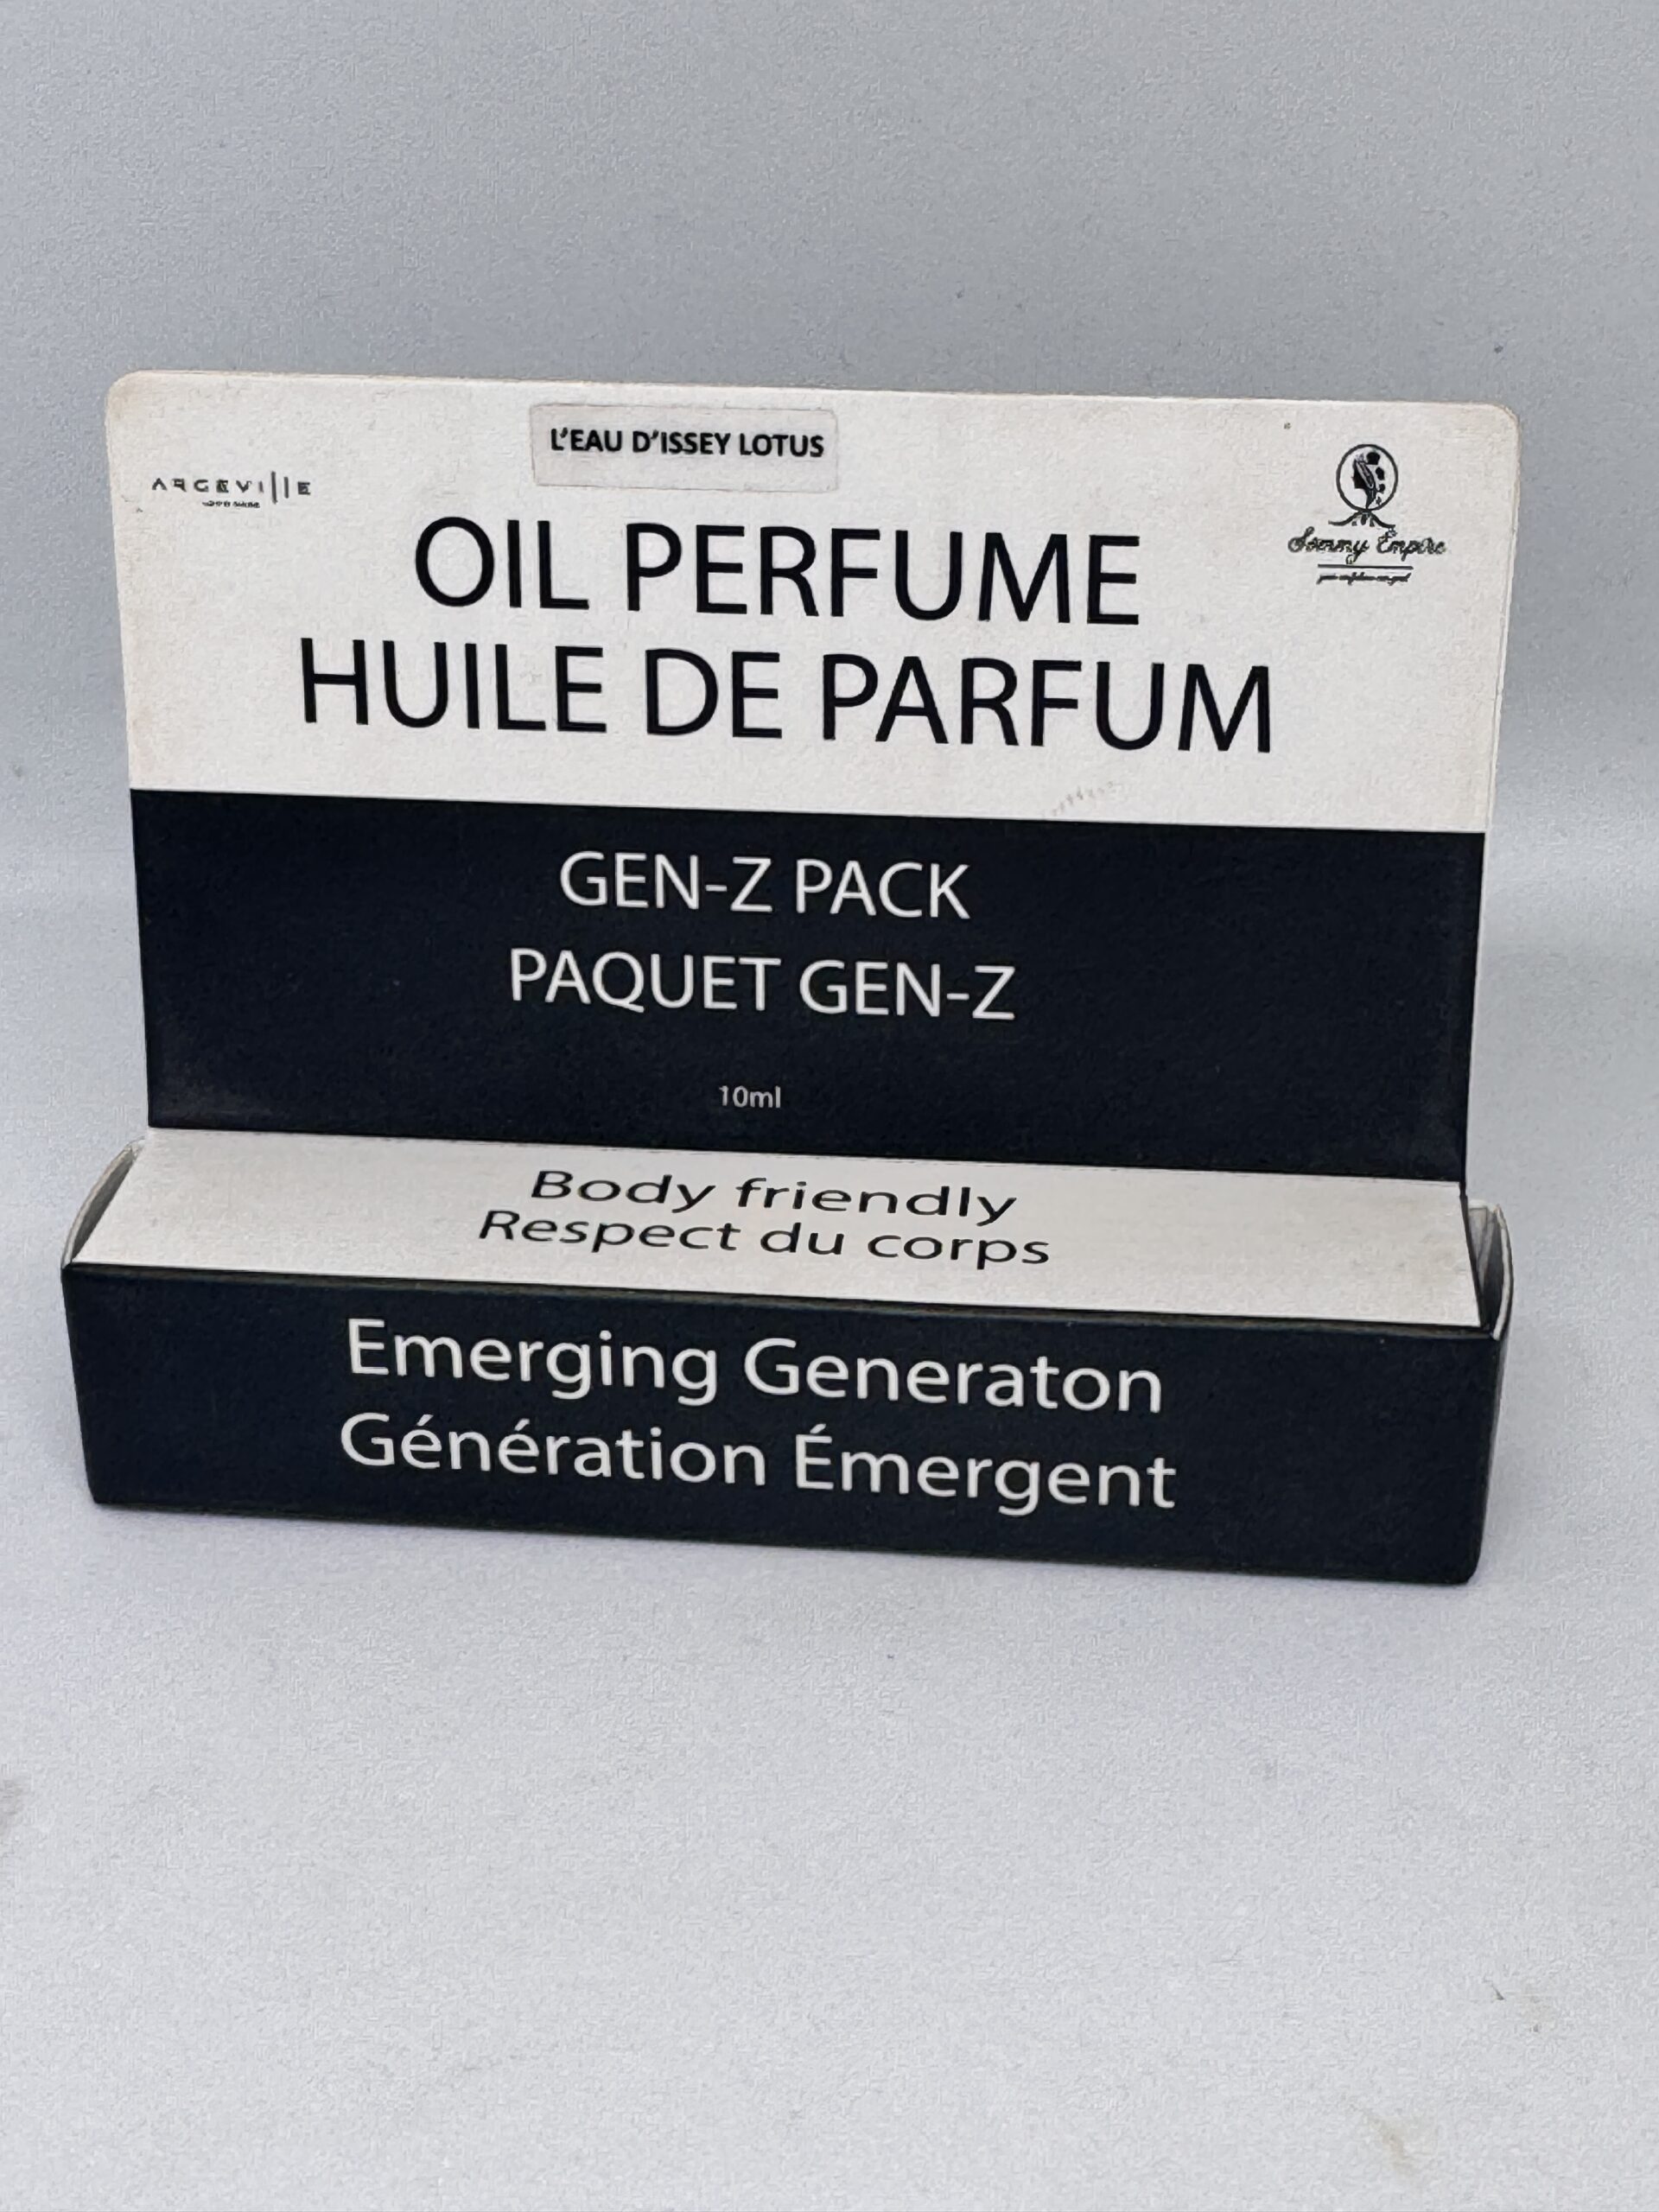 L'EAU D'ISSEY LOTUS
ARGEVILLE
OIL PERFUME
HUILE DE PARFUM
GEN-Z PACK
PAQUET GEN-Z
10ml
Body friendly
Respect du corps
Emerging Generaton
Génération Émergent